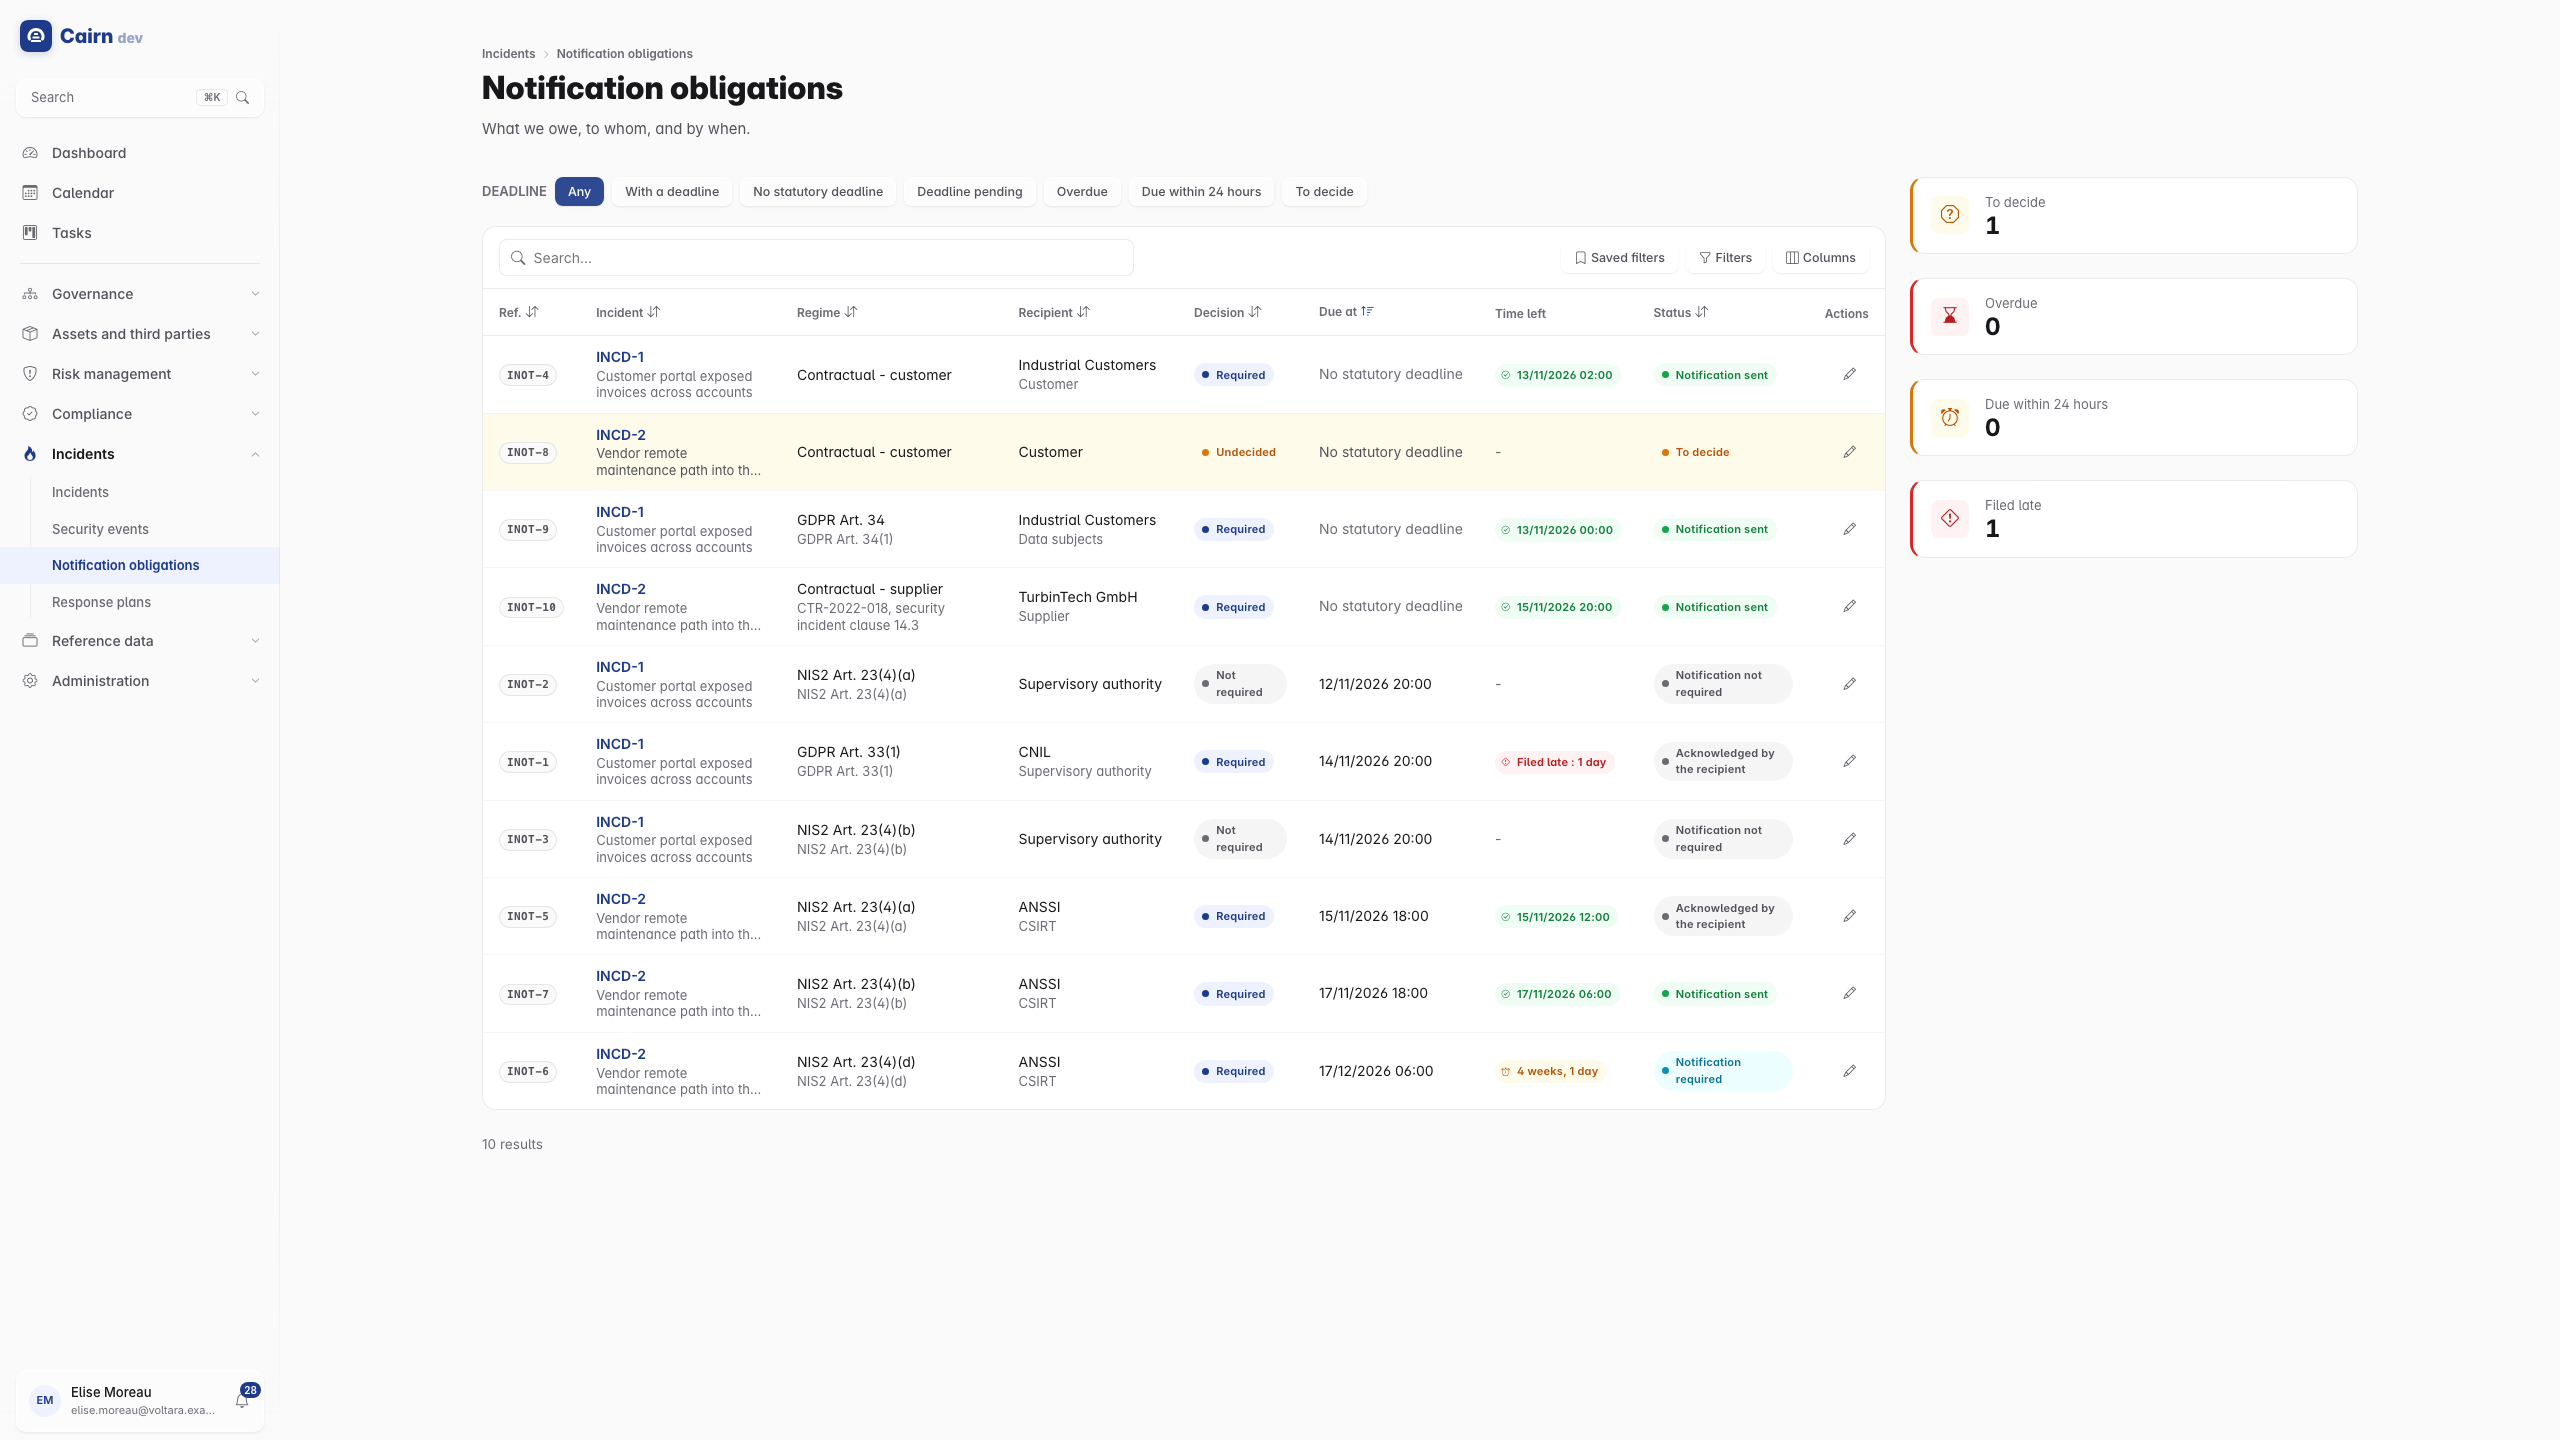 Cairn dev
Search ⌘K
Dashboard
Calendar
Tasks
Governance
Assets and third parties
Risk management
Compliance
Incidents
Incidents
Security events
Notification obligations
Response plans
Reference data
Administration
EM
Elise Moreau
elise.moreau@voltara.exa...
28
Incidents > Notification obligations
Notification obligations
What we owe, to whom, and by when.
DEADLINE Any With a deadline No statutory deadline Deadline pending Overdue Due within 24 hours To decide
Search...
Saved filters Filters Columns
Ref. Incident Regime Recipient Decision Due at Time left Status Actions
INOT-4
INCD-1
Customer portal exposed
invoices across accounts
Contractual - customer
Industrial Customers
Customer
Required
No statutory deadline
13/11/2026 02:00
Notification sent
INOT-8
INCD-2
Vendor remote
maintenance path into th...
Contractual - customer
Customer
Undecided
No statutory deadline
-
To decide
INOT-9
INCD-1
Customer portal exposed
invoices across accounts
GDPR Art. 34
GDPR Art. 34(1)
Industrial Customers
Data subjects
Required
No statutory deadline
13/11/2026 00:00
Notification sent
INOT-10
INCD-2
Vendor remote
maintenance path into th...
Contractual - supplier
CTR-2022-018, security
incident clause 14.3
TurbinTech GmbH
Supplier
Required
No statutory deadline
15/11/2026 20:00
Notification sent
INOT-2
INCD-1
Customer portal exposed
invoices across accounts
NIS2 Art. 23(4)(a)
NIS2 Art. 23(4)(a)
Supervisory authority
Not
required
12/11/2026 20:00
-
Notification not
required
INOT-1
INCD-1
Customer portal exposed
invoices across accounts
GDPR Art. 33(1)
GDPR Art. 33(1)
CNIL
Supervisory authority
Required
14/11/2026 20:00
Filed late : 1 day
Acknowledged by
the recipient
INOT-3
INCD-1
Customer portal exposed
invoices across accounts
NIS2 Art. 23(4)(b)
NIS2 Art. 23(4)(b)
Supervisory authority
Not
required
14/11/2026 20:00
-
Notification not
required
INOT-5
INCD-2
Vendor remote
maintenance path into th...
NIS2 Art. 23(4)(a)
NIS2 Art. 23(4)(a)
ANSSI
CSIRT
Required
15/11/2026 18:00
15/11/2026 12:00
Acknowledged by
the recipient
INOT-7
INCD-2
Vendor remote
maintenance path into th...
NIS2 Art. 23(4)(b)
NIS2 Art. 23(4)(b)
ANSSI
CSIRT
Required
17/11/2026 18:00
17/11/2026 06:00
Notification sent
INOT-6
INCD-2
Vendor remote
maintenance path into th...
NIS2 Art. 23(4)(d)
NIS2 Art. 23(4)(d)
ANSSI
CSIRT
Required
17/12/2026 06:00
4 weeks, 1 day
Notification
required
10 results
To decide
1
Overdue
0
Due within 24 hours
0
Filed late
1